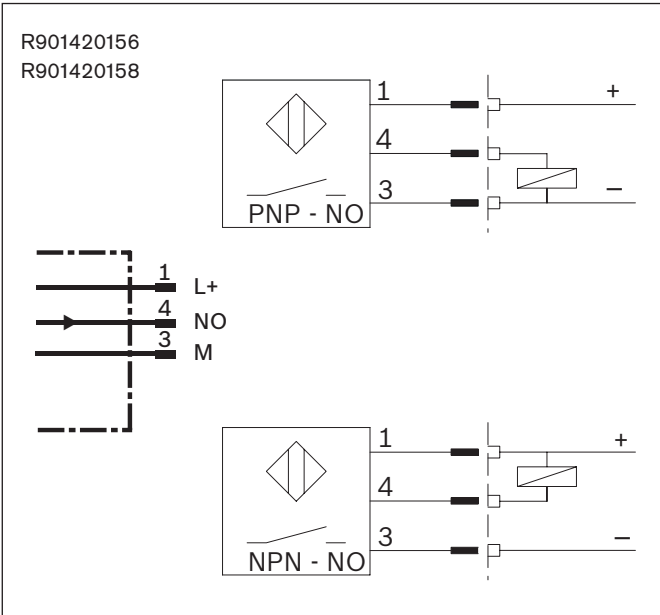 R901420156
R901420158
1 +
4
3 –
PNP - NO
1 L+
4 NO
3 M
1 +
4
3 –
NPN - NO